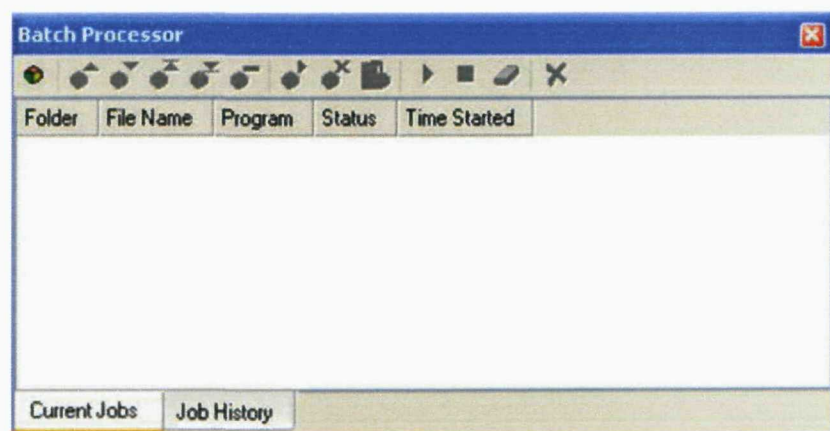 Batch Processor
Folder File Name Program Status Time Started
Current Jobs Job History